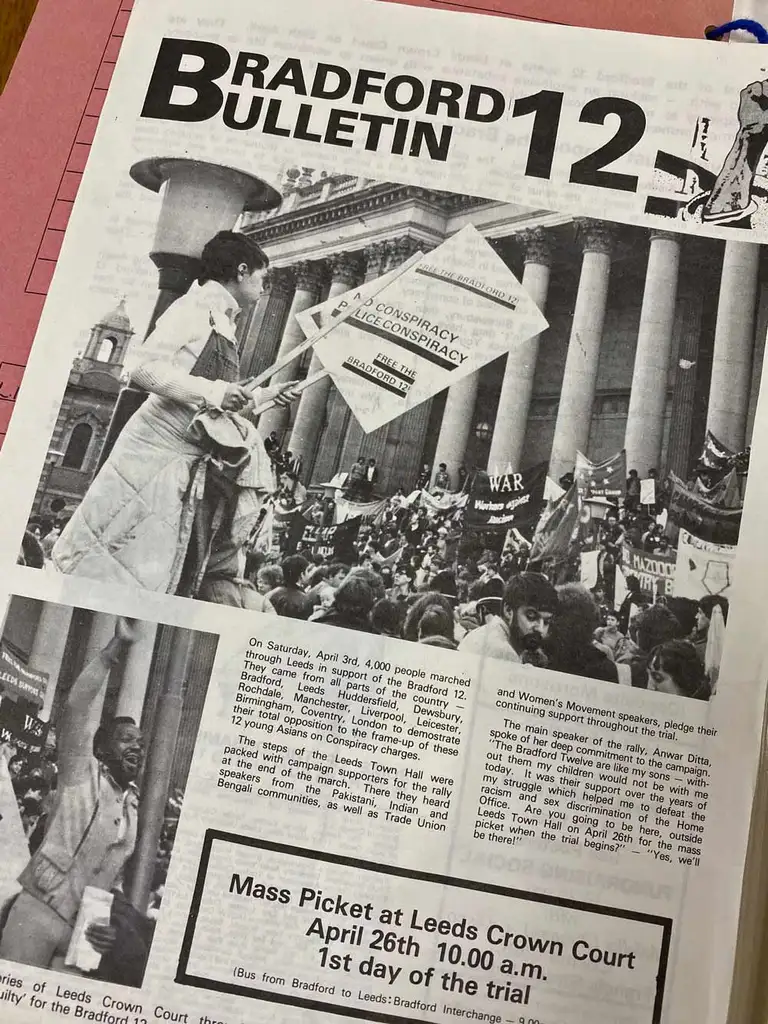 BRADFORD 12
BULLETIN
FREE THE BRADFORD 12!
NO CONSPIRACY
POLICE CONSPIRACY
FREE THE
BRADFORD 12!
WAR
Workers against
Racism
MAZDOOR
On Saturday, April 3rd, 4,000 people marched
through Leeds in support of the Bradford 12.
They came from all parts of the country —
Bradford, Leeds Huddersfield, Dewsbury,
Rochdale, Manchester, Liverpool, Leicester,
Birmingham, Coventry, London to demostrate
their total opposition to the frame-up of these
12 young Asians on Conspiracy charges.
The steps of the Leeds Town Hall were
packed with campaign supporters for the rally
at the end of the march. There they heard
speakers from the Pakistani, Indian and
Bengali communities, as well as Trade Union
and Women's Movement speakers, pledge their
continuing support throughout the trial.
The main speaker of the rally, Anwar Ditta,
spoke of her deep commitment to the campaign.
"The Bradford Twelve are like my sons — with-
out them my children would not be with me
today. It was their support over the years of
my struggle which helped me to defeat the
racism and sex discrimination of the Home
Office. Are you going to be here, outside
Leeds Town Hall on April 26th for the mass
picket when the trial begins?" — "Yes, we'll
be there!"
Mass Picket at Leeds Crown Court
April 26th 10.00 a.m.
1st day of the trial
(Bus from Bradford to Leeds: Bradford Interchange — 9.00
of Leeds Crown Court
for the Bradford 12